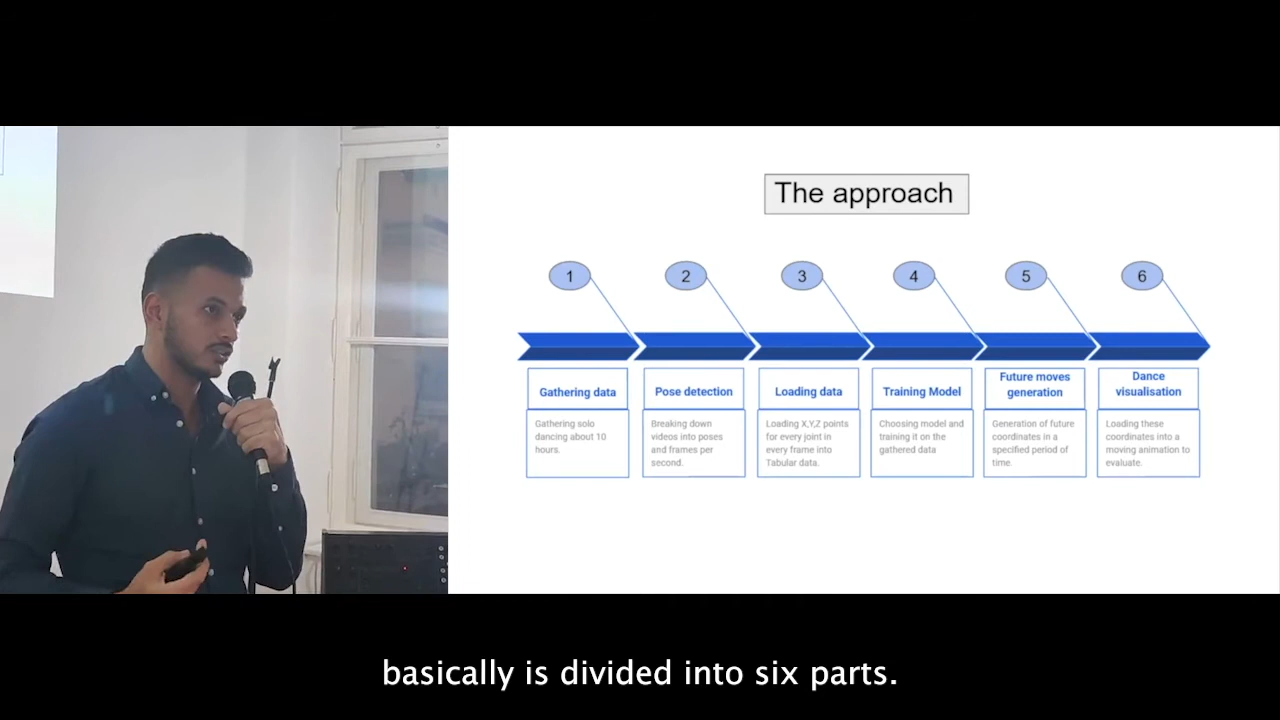 The approach
1
2
3
4
5
6
Gathering data
Gathering solo
dancing about 10
hours.
Pose detection
Breaking down
videos into poses
and frames per
second.
Loading data
Loading X,Y,Z points
for every joint in
every frame into
Tabular data.
Training Model
Choosing model and
training it on the
gathered data
Future moves
generation
Generation of future
coordinates in a
specified period of
time.
Dance
visualisation
Loading these
coordinates into a
moving animation to
evaluate.
basically is divided into six parts.